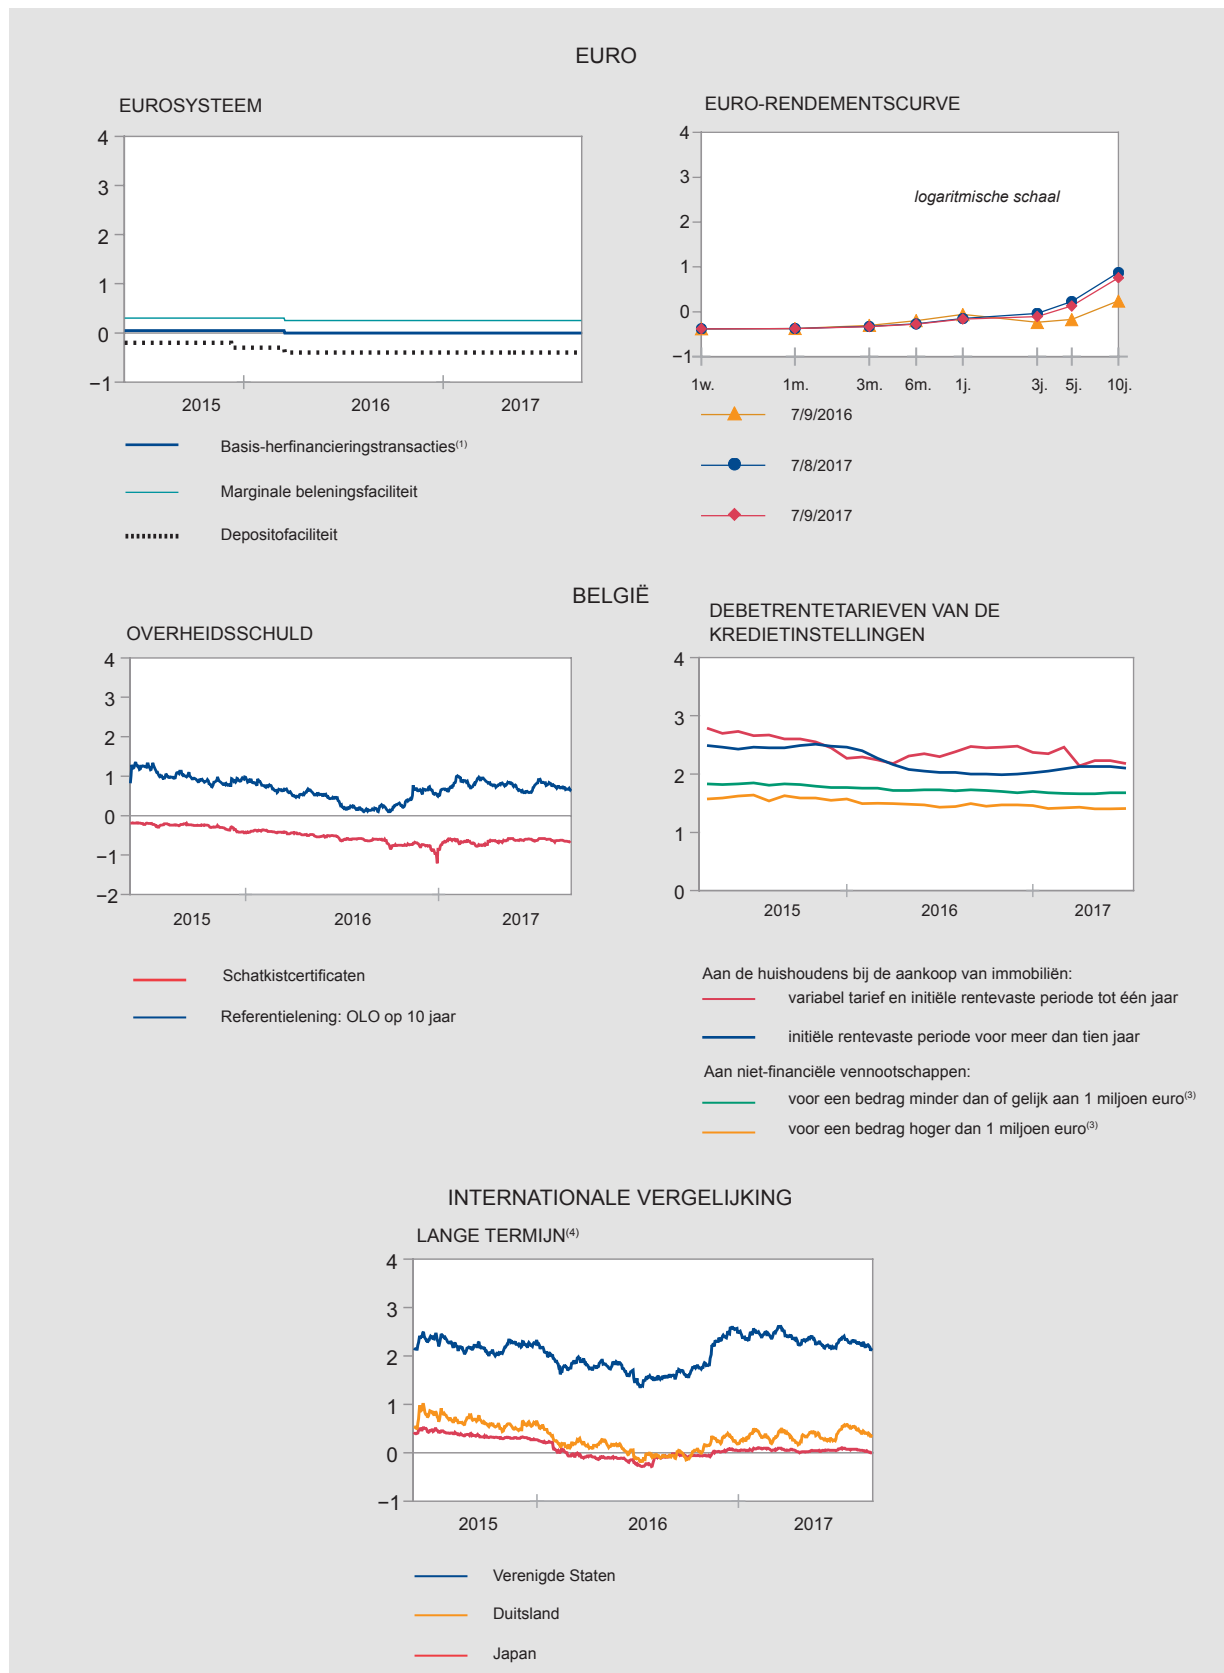 EURO
EUROSYSTEEM
4
3
2
1
0
−1
2015 2016 2017
Basis-herfinancieringstransacties(1)
Marginale beleningsfaciliteit
Depositofaciliteit
EURO-RENDEMENTSCURVE
4
3
2
1
0
−1
logaritmische schaal
1w. 1m. 3m. 6m. 1j. 3j. 5j. 10j.
7/9/2016
7/8/2017
7/9/2017
BELGIË
OVERHEIDSSCHULD
4
3
2
1
0
−1
−2
2015 2016 2017
Schatkistcertificaten
Referentielening: OLO op 10 jaar
DEBETRENTETARIEVEN VAN DE
KREDIETINSTELLINGEN
4
3
2
1
0
2015 2016 2017
Aan de huishoudens bij de aankoop van immobiliën:
variabel tarief en initiële rentevaste periode tot één jaar
initiële rentevaste periode voor meer dan tien jaar
Aan niet-financiële vennootschappen:
voor een bedrag minder dan of gelijk aan 1 miljoen euro(3)
voor een bedrag hoger dan 1 miljoen euro(3)
INTERNATIONALE VERGELIJKING
LANGE TERMIJN(4)
4
3
2
1
0
−1
2015 2016 2017
Verenigde Staten
Duitsland
Japan